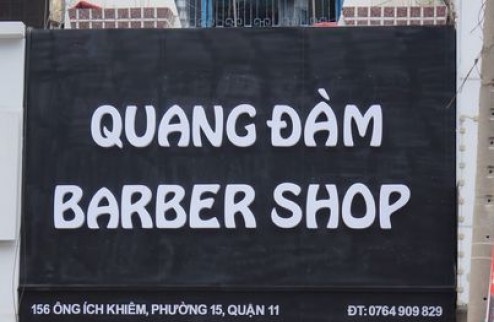 QUANG ĐÀM
BARBER SHOP
156 ÔNG ÍCH KHIÊM, PHƯỜNG 15, QUẬN 11 ĐT: 0764 909 829